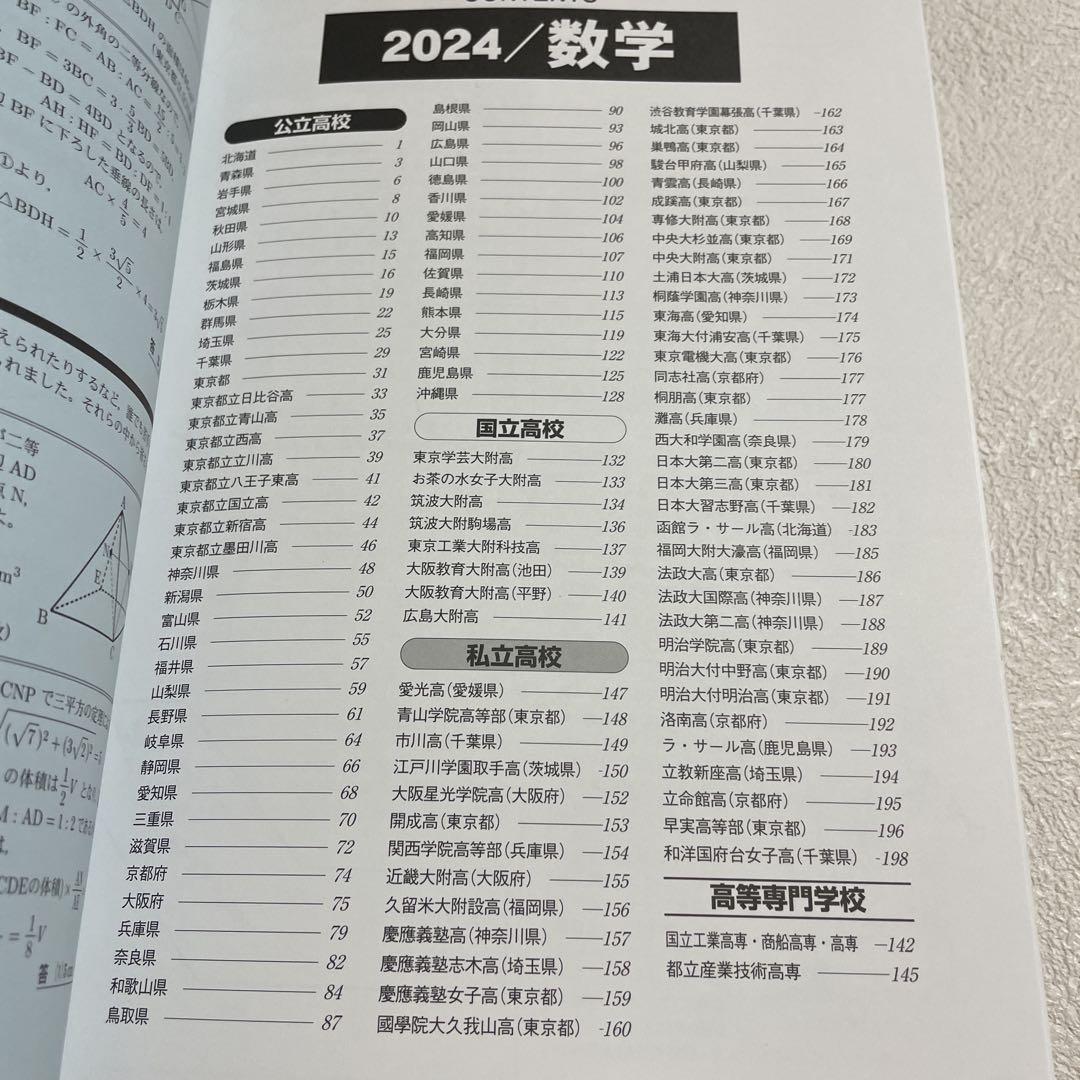 CONTENTS
2024/数学
公立高校
北海道 1
青森県 3
岩手県 6
宮城県 8
秋田県 10
山形県 13
福島県 15
茨城県 16
栃木県 19
群馬県 22
埼玉県 25
千葉県 29
東京都 31
東京都立日比谷高 33
東京都立青山高 35
東京都立西高 37
東京都立立川高 39
東京都立八王子東高 41
東京都立国立高 42
東京都立新宿高 44
東京都立墨田川高 46
神奈川県 48
新潟県 50
富山県 52
石川県 55
福井県 57
山梨県 59
長野県 61
岐阜県 64
静岡県 66
愛知県 68
三重県 70
滋賀県 72
京都府 74
大阪府 75
兵庫県 79
奈良県 82
和歌山県 84
鳥取県 87
島根県 90
岡山県 93
広島県 96
山口県 98
徳島県 100
香川県 102
愛媛県 104
高知県 106
福岡県 107
佐賀県 110
長崎県 113
熊本県 115
大分県 119
宮崎県 122
鹿児島県 125
沖縄県 128
国立高校
東京学芸大附高 132
お茶の水女子大附高 133
筑波大附高 134
筑波大附駒場高 136
東京工業大附科技高 137
大阪教育大附高(池田) 139
大阪教育大附高(平野) 140
広島大附高 141
私立高校
愛光高(愛媛県) 147
青山学院高等部(東京都) 148
市川高(千葉県) 149
江戸川学園取手高(茨城県) 150
大阪星光学院高(大阪府) 152
開成高(東京都) 153
関西学院高等部(兵庫県) 154
近畿大附高(大阪府) 155
久留米大附設高(福岡県) 156
慶應義塾高(神奈川県) 157
慶應義塾志木高(埼玉県) 158
慶應義塾女子高(東京都) 159
國學院大久我山高(東京都) 160
渋谷教育学園幕張高(千葉県) 162
城北高(東京都) 163
巣鴨高(東京都) 164
駿台甲府高(山梨県) 165
青雲高(長崎県) 166
成蹊高(東京都) 167
専修大附高(東京都) 168
中央大杉並高(東京都) 169
中央大附高(東京都) 171
土浦日本大高(茨城県) 172
桐蔭学園高(神奈川県) 173
東海高(愛知県) 174
東海大付浦安高(千葉県) 175
東京電機大高(東京都) 176
同志社高(京都府) 177
桐朋高(東京都) 177
灘高(兵庫県) 178
西大和学園高(奈良県) 179
日本大第二高(東京都) 180
日本大第三高(東京都) 181
日本大習志野高(千葉県) 182
函館ラ・サール高(北海道) 183
福岡大附大濠高(福岡県) 185
法政大高(東京都) 186
法政大国際高(神奈川県) 187
法政大第二高(神奈川県) 188
明治学院高(東京都) 189
明治大付中野高(東京都) 190
明治大付明治高(東京都) 191
洛南高(京都府) 192
ラ・サール高(鹿児島県) 193
立教新座高(埼玉県) 194
立命館高(京都府) 195
早実高等部(東京都) 196
和洋国府台女子高(千葉県) 198
高等専門学校
国立工業高専・商船高専・高専 142
都立産業技術高専 145